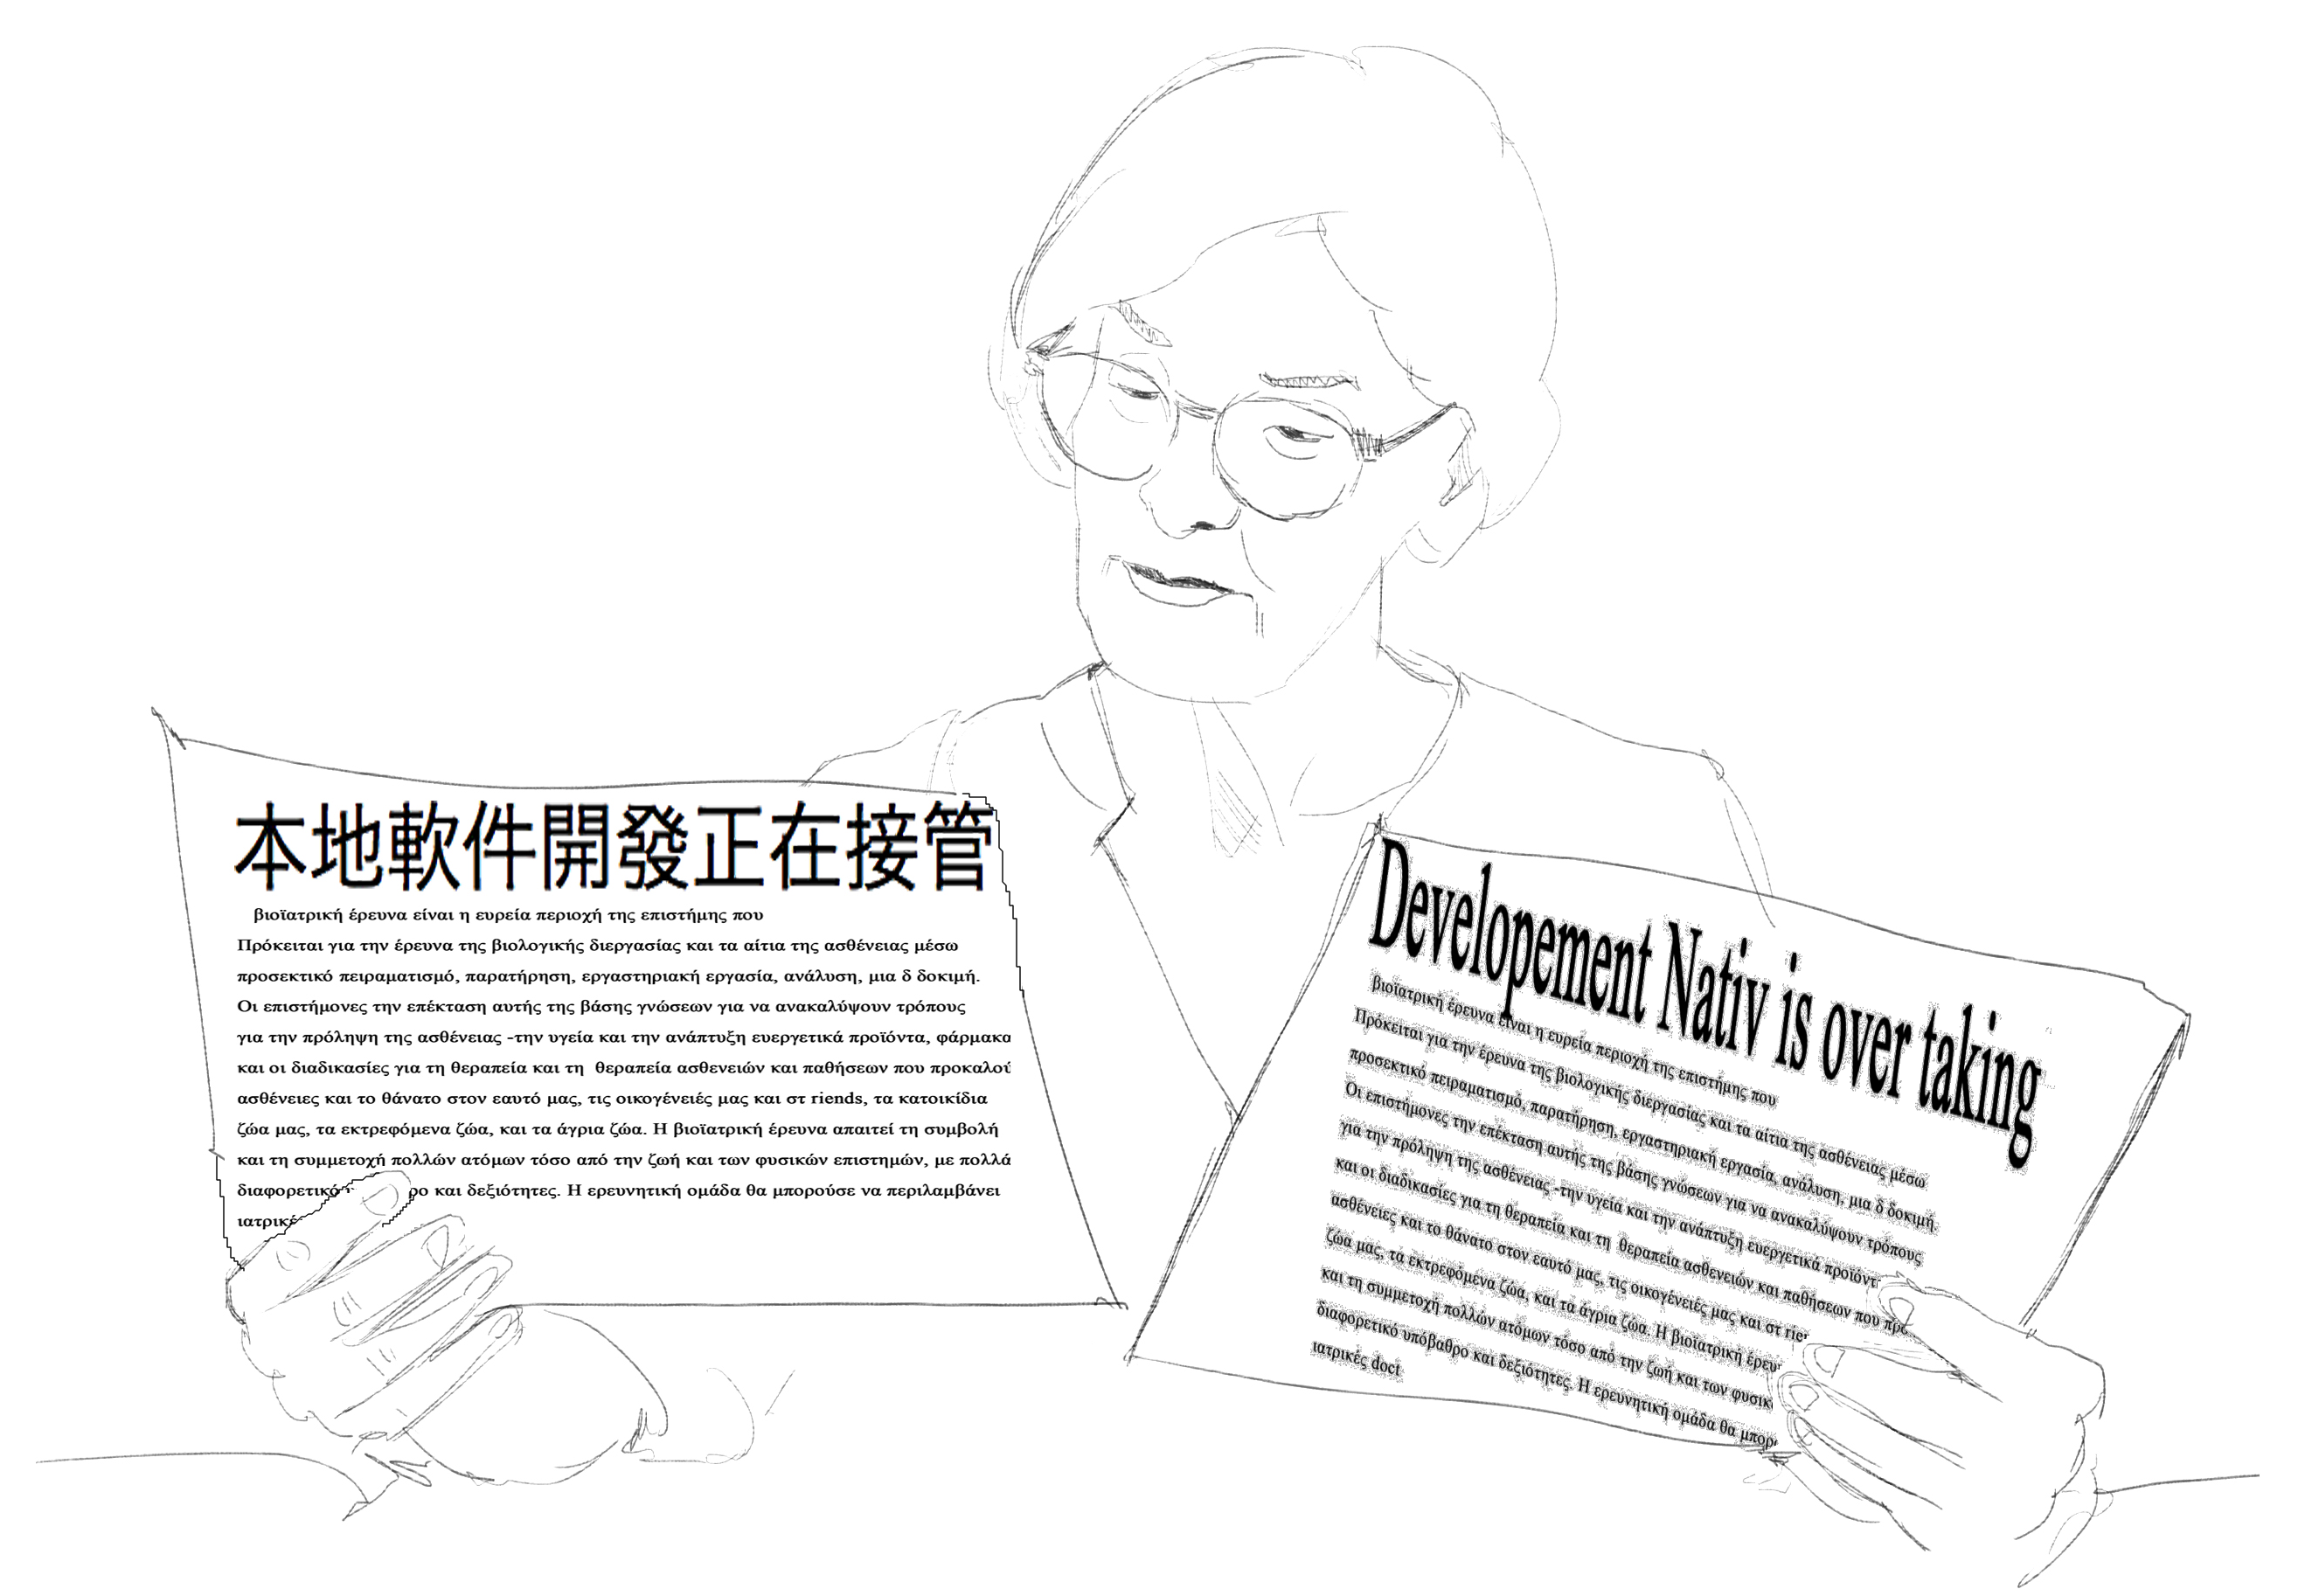 本地軟件開發正在接管
βιοϊατρική έρευνα είναι η ευρεία περιοχή της επιστήμης που
Πρόκειται για την έρευνα της βιολογικής διεργασίας και τα αίτια της ασθένειας μέσω
προσεκτικό πειραματισμό, παρατήρηση, εργαστηριακή εργασία, ανάλυση, μια δ δοκιμή.
Οι επιστήμονες την επέκταση αυτής της βάσης γνώσεων για να ανακαλύψουν τρόπους
για την πρόληψη της ασθένειας -την υγεία και την ανάπτυξη ευεργετικά προϊόντα, φάρμακα
και οι διαδικασίες για τη θεραπεία και τη θεραπεία ασθενειών και παθήσεων που προκαλού
ασθένειες και το θάνατο στον εαυτό μας, τις οικογένειές μας και στ riends, τα κατοικίδια
ζώα μας, τα εκτρεφόμενα ζώα, και τα άγρια ζώα. Η βιοϊατρική έρευνα απαιτεί τη συμβολή
και τη συμμετοχή πολλών ατόμων τόσο από την ζωή και των φυσικών επιστημών, με πολλά
διαφορετικό ρο και δεξιότητες. Η ερευνητική ομάδα θα μπορούσε να περιλαμβάνει
ιατρικέ
Developement Nativ is over taking
βιοϊατρική έρευνα είναι η ευρεία περιοχή της επιστήμης που
Πρόκειται για την έρευνα της βιολογικής διεργασίας και τα αίτια της ασθένειας μέσω
προσεκτικό πειραματισμό, παρατήρηση, εργαστηριακή εργασία, ανάλυση, μια δ δοκιμή.
Οι επιστήμονες την επέκταση αυτής της βάσης γνώσεων για να ανακαλύψουν τρόπους
για την πρόληψη της ασθένειας -την υγεία και την ανάπτυξη ευεργετικά προϊόντ
και οι διαδικασίες για τη θεραπεία και τη θεραπεία ασθενειών και παθήσεων που προ
ασθένειες και το θάνατο στον εαυτό μας, τις οικογένειές μας και στ rien
ζώα μας, τα εκτρεφόμενα ζώα, και τα άγρια ζώα. Η βιοϊατρική έρευν
και τη συμμετοχή πολλών ατόμων τόσο από την ζωή και των φυσικ
διαφορετικό υπόβαθρο και δεξιότητες. Η ερευνητική ομάδα θα μπορ
ιατρικές doct